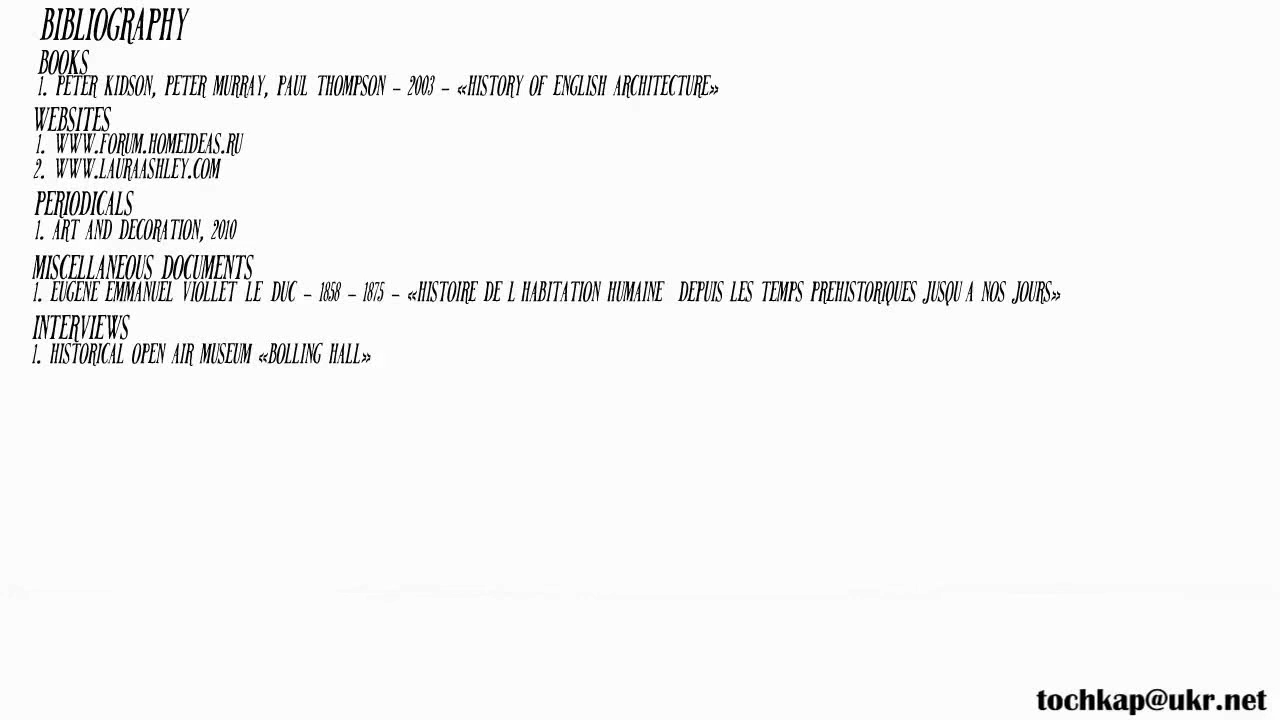 BIBLIOGRAPHY
BOOKS
1. PETER KIDSON, PETER MURRAY, PAUL THOMPSON – 2003 – «HISTORY OF ENGLISH ARCHITECTURE»
WEBSITES
1. WWW.FORUM.HOMEIDEAS.RU
2. WWW.LAURAASHLEY.COM
PERIODICALS
1. ART AND DECORATION, 2010
MISCELLANEOUS DOCUMENTS
1. EUGENE EMMANUEL VIOLLET LE DUC – 1858 – 1875 – «HISTOIRE DE L HABITATION HUMAINE DEPUIS LES TEMPS PREHISTORIQUES JUSQU A NOS JOURS»
INTERVIEWS
1. HISTORICAL OPEN AIR MUSEUM «BOLLING HALL»
tochkap@ukr.net